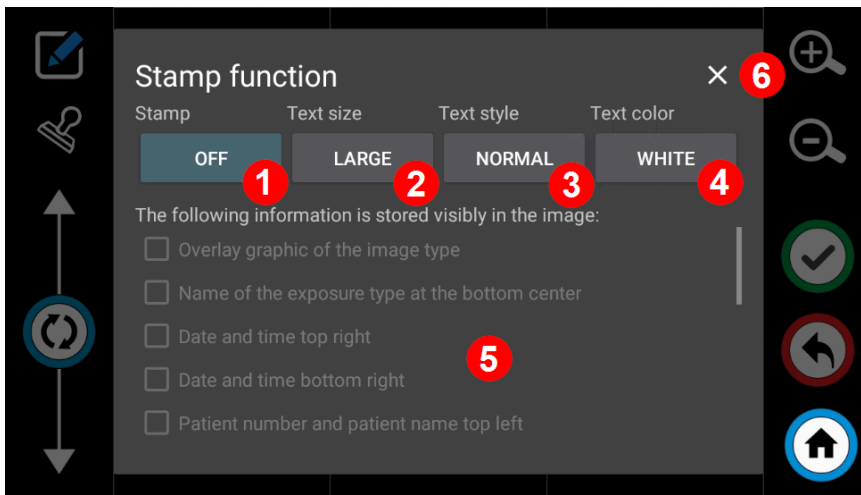 Stamp function
6
Stamp Text size Text style Text color
OFF LARGE NORMAL WHITE
1 2 3 4
The following information is stored visibly in the image:
Overlay graphic of the image type
Name of the exposure type at the bottom center
Date and time top right
5
Date and time bottom right
Patient number and patient name top left